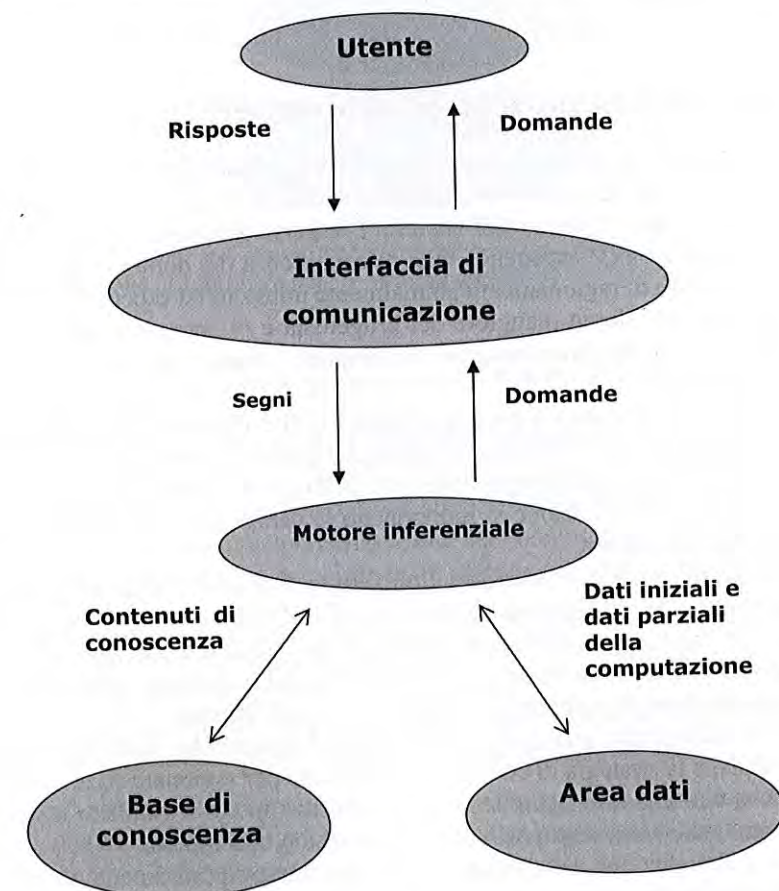 Utente
Risposte
Domande
Interfaccia di
comunicazione
Segni
Domande
Motore inferenziale
Contenuti di
conoscenza
Dati iniziali e
dati parziali
della
computazione
Base di
conoscenza
Area dati